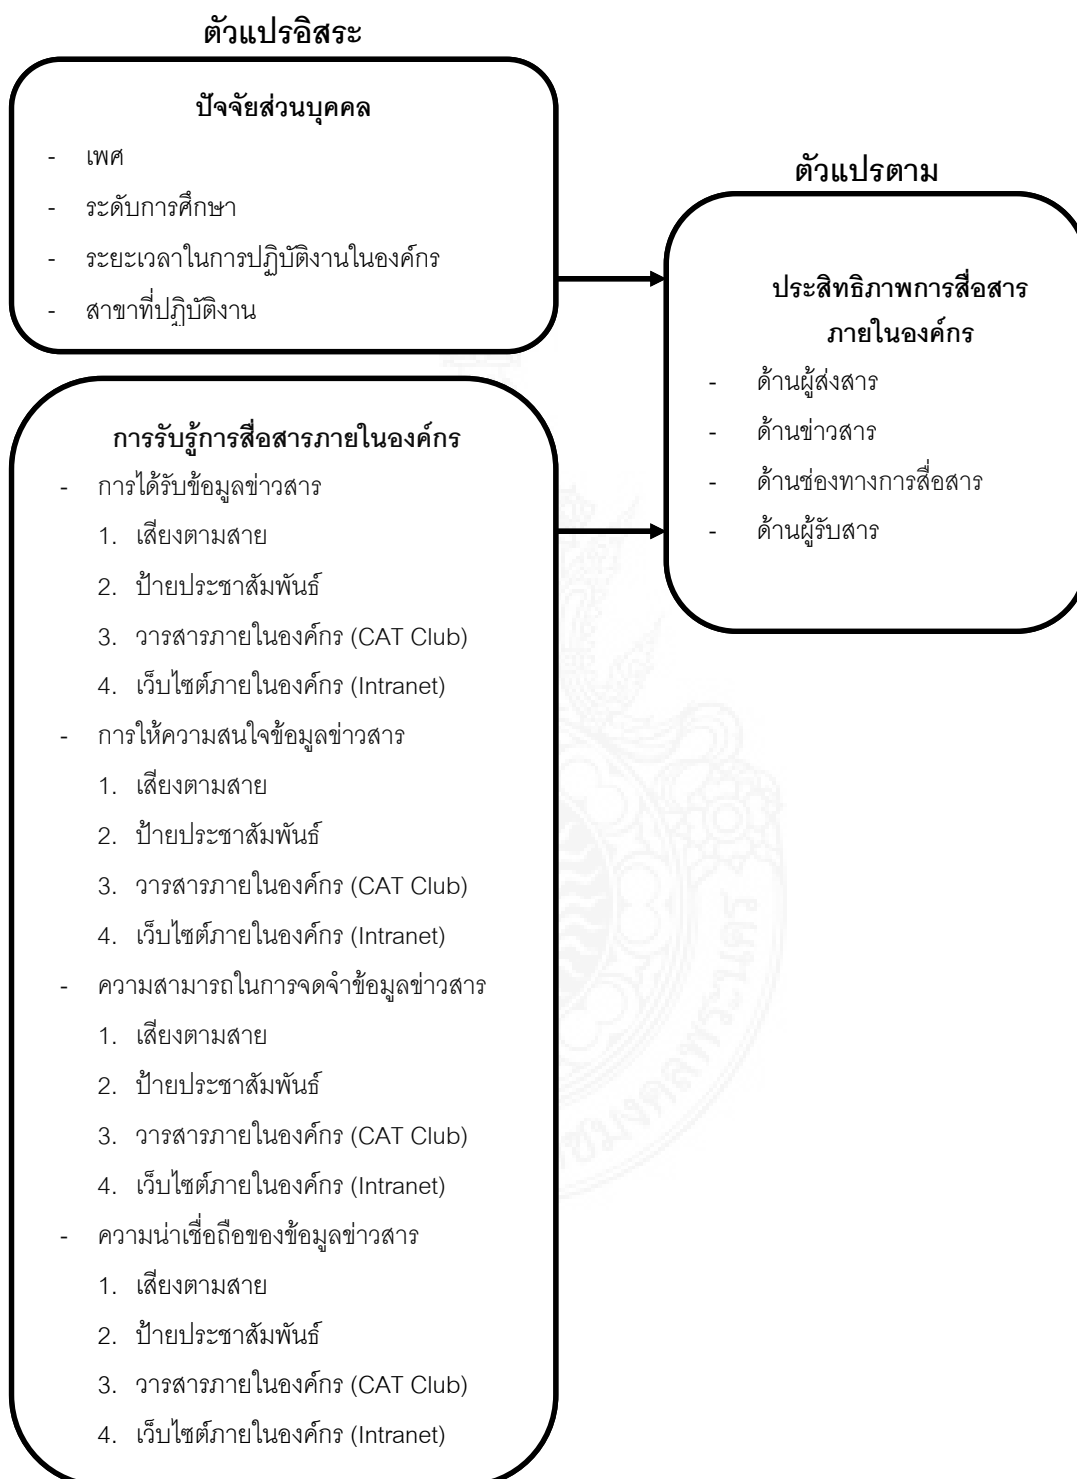 ตัวแปรอิสระ
ปัจจัยส่วนบุคคล
- เพศ
- ระดับการศึกษา
- ระยะเวลาในการปฏิบัติงานในองค์กร
- สาขาที่ปฏิบัติงาน
การรับรู้การสื่อสารภายในองค์กร
- การได้รับข้อมูลข่าวสาร
1. เสียงตามสาย
2. ป้ายประชาสัมพันธ์
3. วารสารภายในองค์กร (CAT Club)
4. เว็บไซต์ภายในองค์กร (Intranet)
- การให้ความสนใจข้อมูลข่าวสาร
1. เสียงตามสาย
2. ป้ายประชาสัมพันธ์
3. วารสารภายในองค์กร (CAT Club)
4. เว็บไซต์ภายในองค์กร (Intranet)
- ความสามารถในการจดจำข้อมูลข่าวสาร
1. เสียงตามสาย
2. ป้ายประชาสัมพันธ์
3. วารสารภายในองค์กร (CAT Club)
4. เว็บไซต์ภายในองค์กร (Intranet)
- ความน่าเชื่อถือของข้อมูลข่าวสาร
1. เสียงตามสาย
2. ป้ายประชาสัมพันธ์
3. วารสารภายในองค์กร (CAT Club)
4. เว็บไซต์ภายในองค์กร (Intranet)
ตัวแปรตาม
ประสิทธิภาพการสื่อสาร
ภายในองค์กร
- ด้านผู้ส่งสาร
- ด้านข่าวสาร
- ด้านช่องทางการสื่อสาร
- ด้านผู้รับสาร